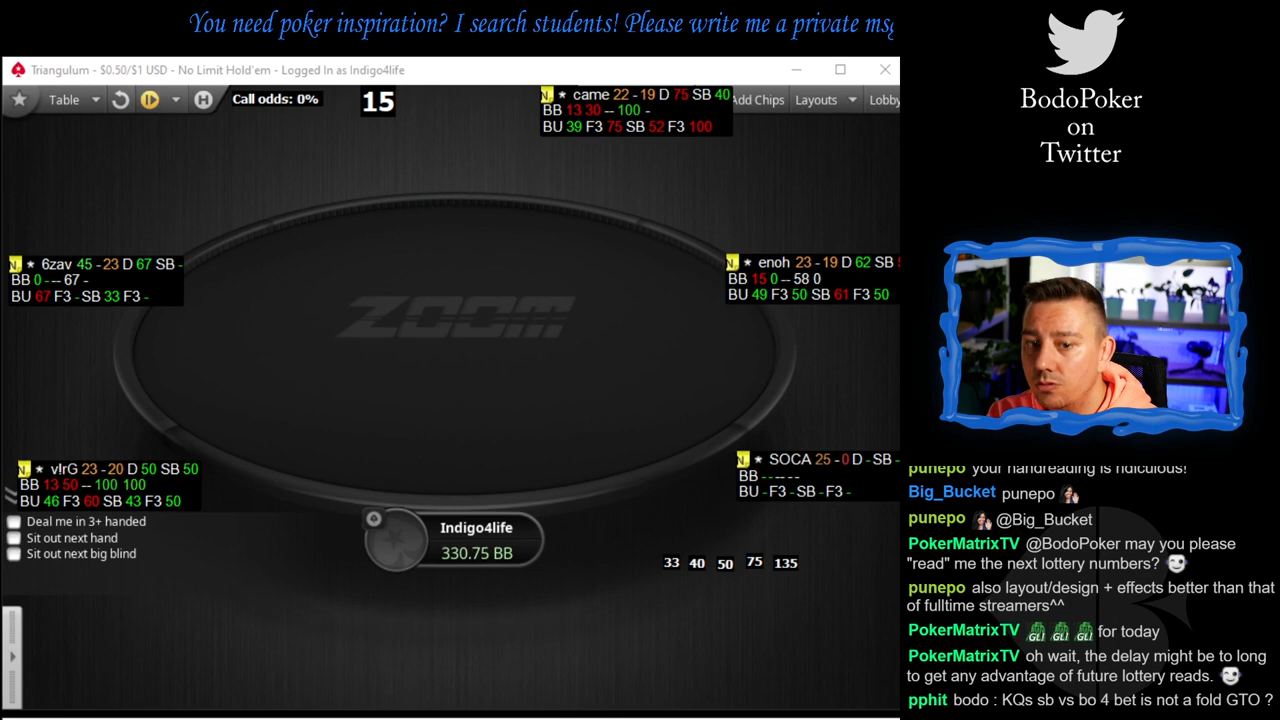 You need poker inspiration? I search students! Please write me a private msg
Triangulum - $0.50/$1 USD - No Limit Hold'em - Logged In as Indigo4life
Table
H
Call odds: 0%
15
Add Chips
Layouts
Lobby
N * came 22 - 19 D 75 SB 40
BB 13 30 -- 100 -
BU 39 F3 75 SB 52 F3 100
N * 6zav 45 - 23 D 67 SB -
BB 0 - -- 67 -
BU 67 F3 - SB 33 F3 -
N * enoh 23 - 19 D 62 SB
BB 15 0 -- 58 0
BU 49 F3 50 SB 61 F3 50
ZOOM
N * v!rG 23 - 20 D 50 SB 50
BB 13 50 -- 100 100
BU 46 F3 60 SB 43 F3 50
N * SOCA 25 - 0 D - SB -
BB - - -- - -
BU - F3 - SB - F3 -
Deal me in 3+ handed
Sit out next hand
Sit out next big blind
Indigo4life
330.75 BB
33 40 50 75 135
BodoPoker
on
Twitter
punepo your handreading is ridiculous!
Big_Bucket punepo
punepo @Big_Bucket
PokerMatrixTV @BodoPoker may you please
"read" me the next lottery numbers?
punepo also layout/design + effects better than that
of fulltime streamers^^
PokerMatrixTV GL! GL! GL! for today
PokerMatrixTV oh wait, the delay might be to long
to get any advantage of future lottery reads.
pphit bodo : KQs sb vs bo 4 bet is not a fold GTO ?